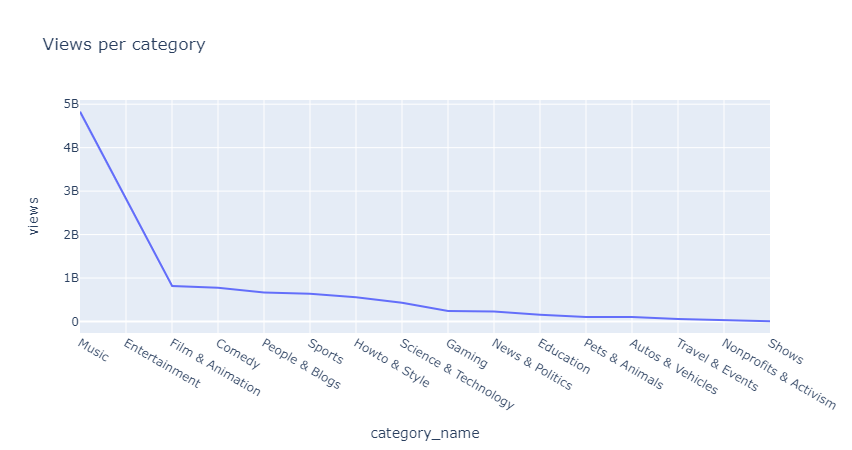 Views per category
5B
4B
3B
2B
1B
0
views
Music
Entertainment
Film & Animation
Comedy
People & Blogs
Sports
Howto & Style
Science & Technology
Gaming
News & Politics
Education
Pets & Animals
Autos & Vehicles
Travel & Events
Nonprofits & Activism
Shows
category_name